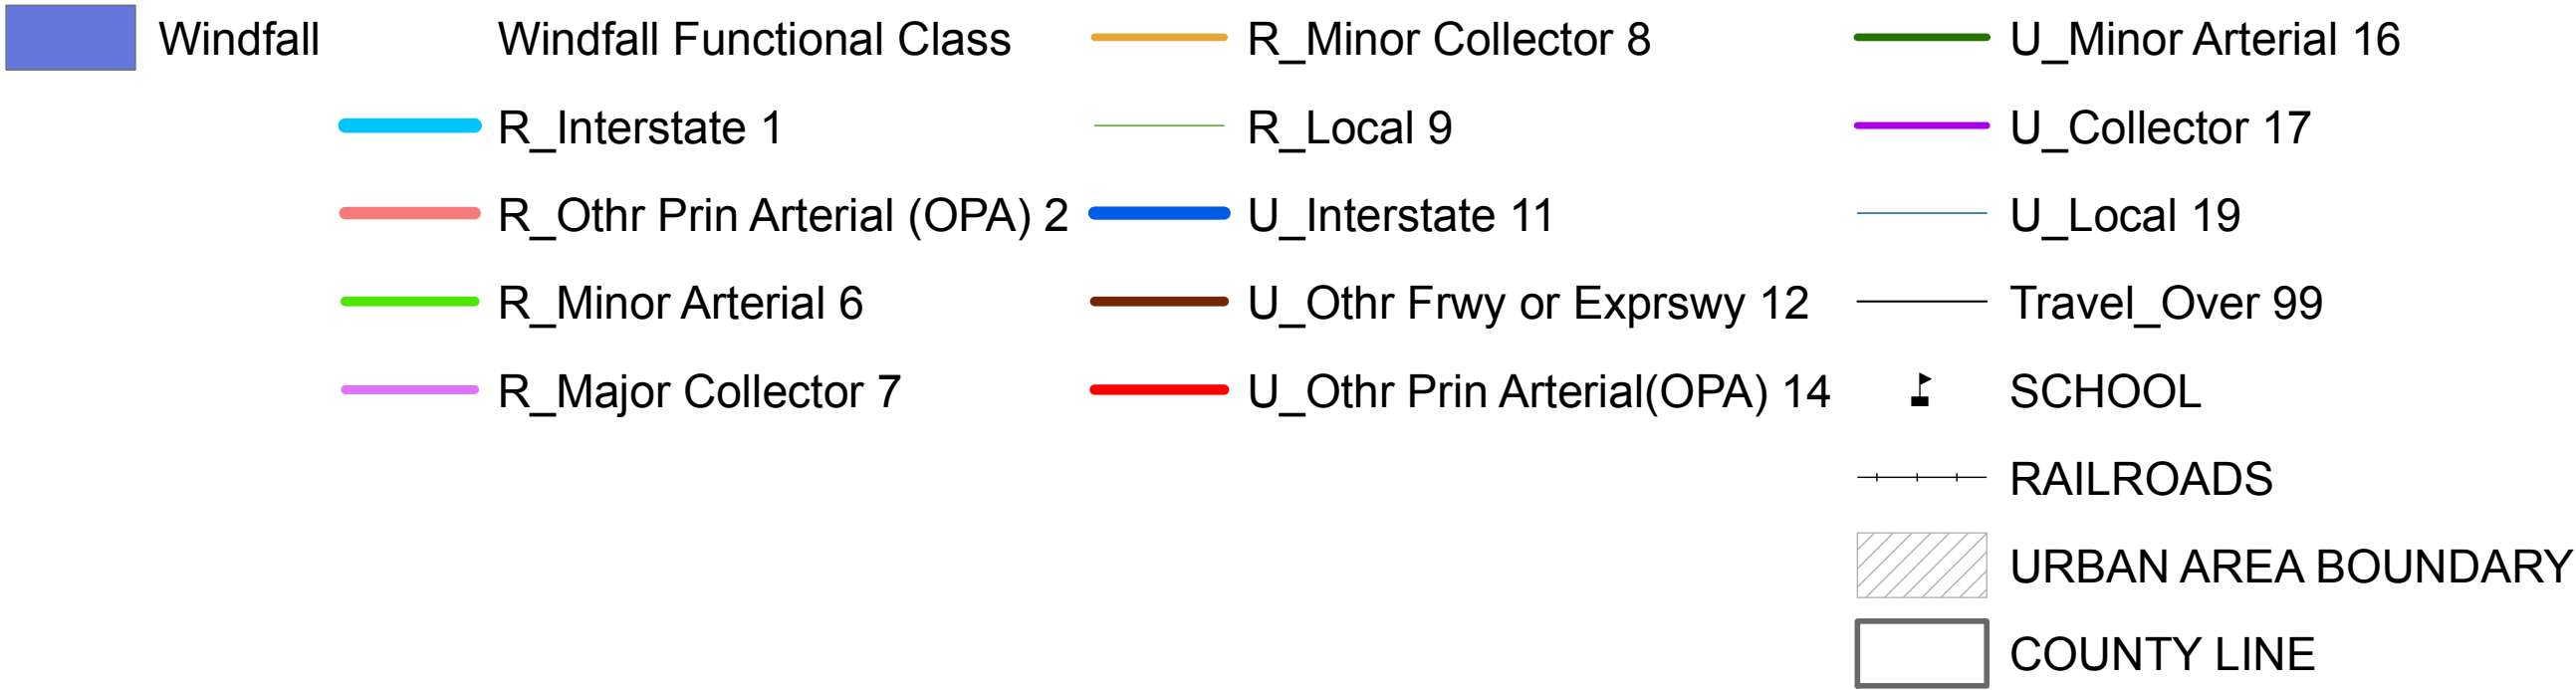 Windfall
Windfall Functional Class
R_Interstate 1
R_Othr Prin Arterial (OPA) 2
R_Minor Arterial 6
R_Major Collector 7
R_Minor Collector 8
R_Local 9
U_Interstate 11
U_Othr Frwy or Exprswy 12
U_Othr Prin Arterial(OPA) 14
U_Minor Arterial 16
U_Collector 17
U_Local 19
Travel_Over 99
SCHOOL
RAILROADS
URBAN AREA BOUNDARY
COUNTY LINE